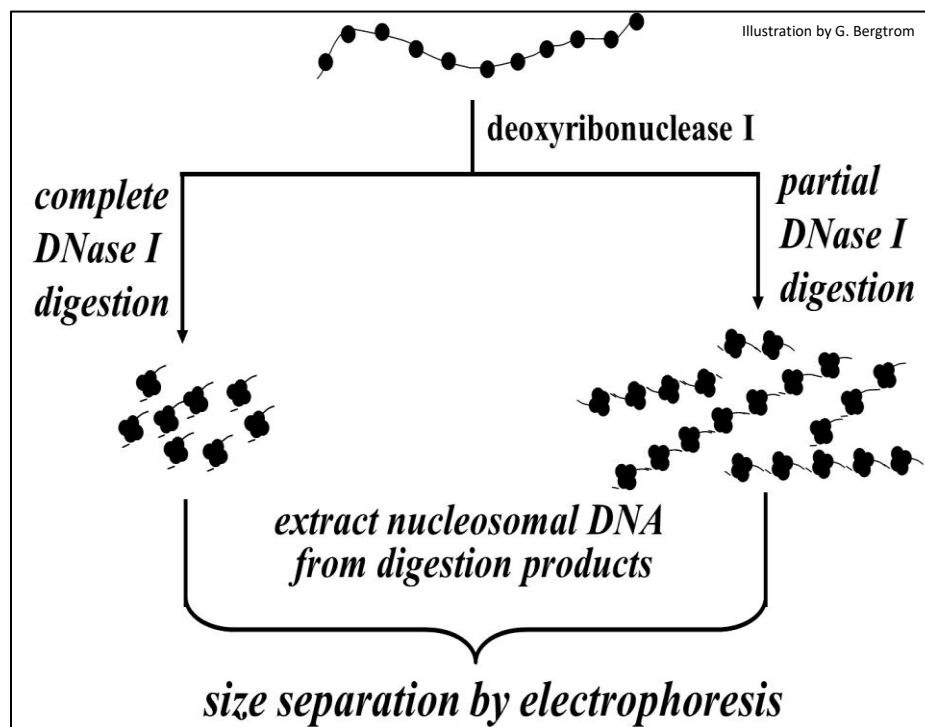 Illustration by G. Bergtrom
deoxyribonuclease I
complete
DNase I
digestion
partial
DNase I
digestion
extract nucleosomal DNA
from digestion products
size separation by electrophoresis